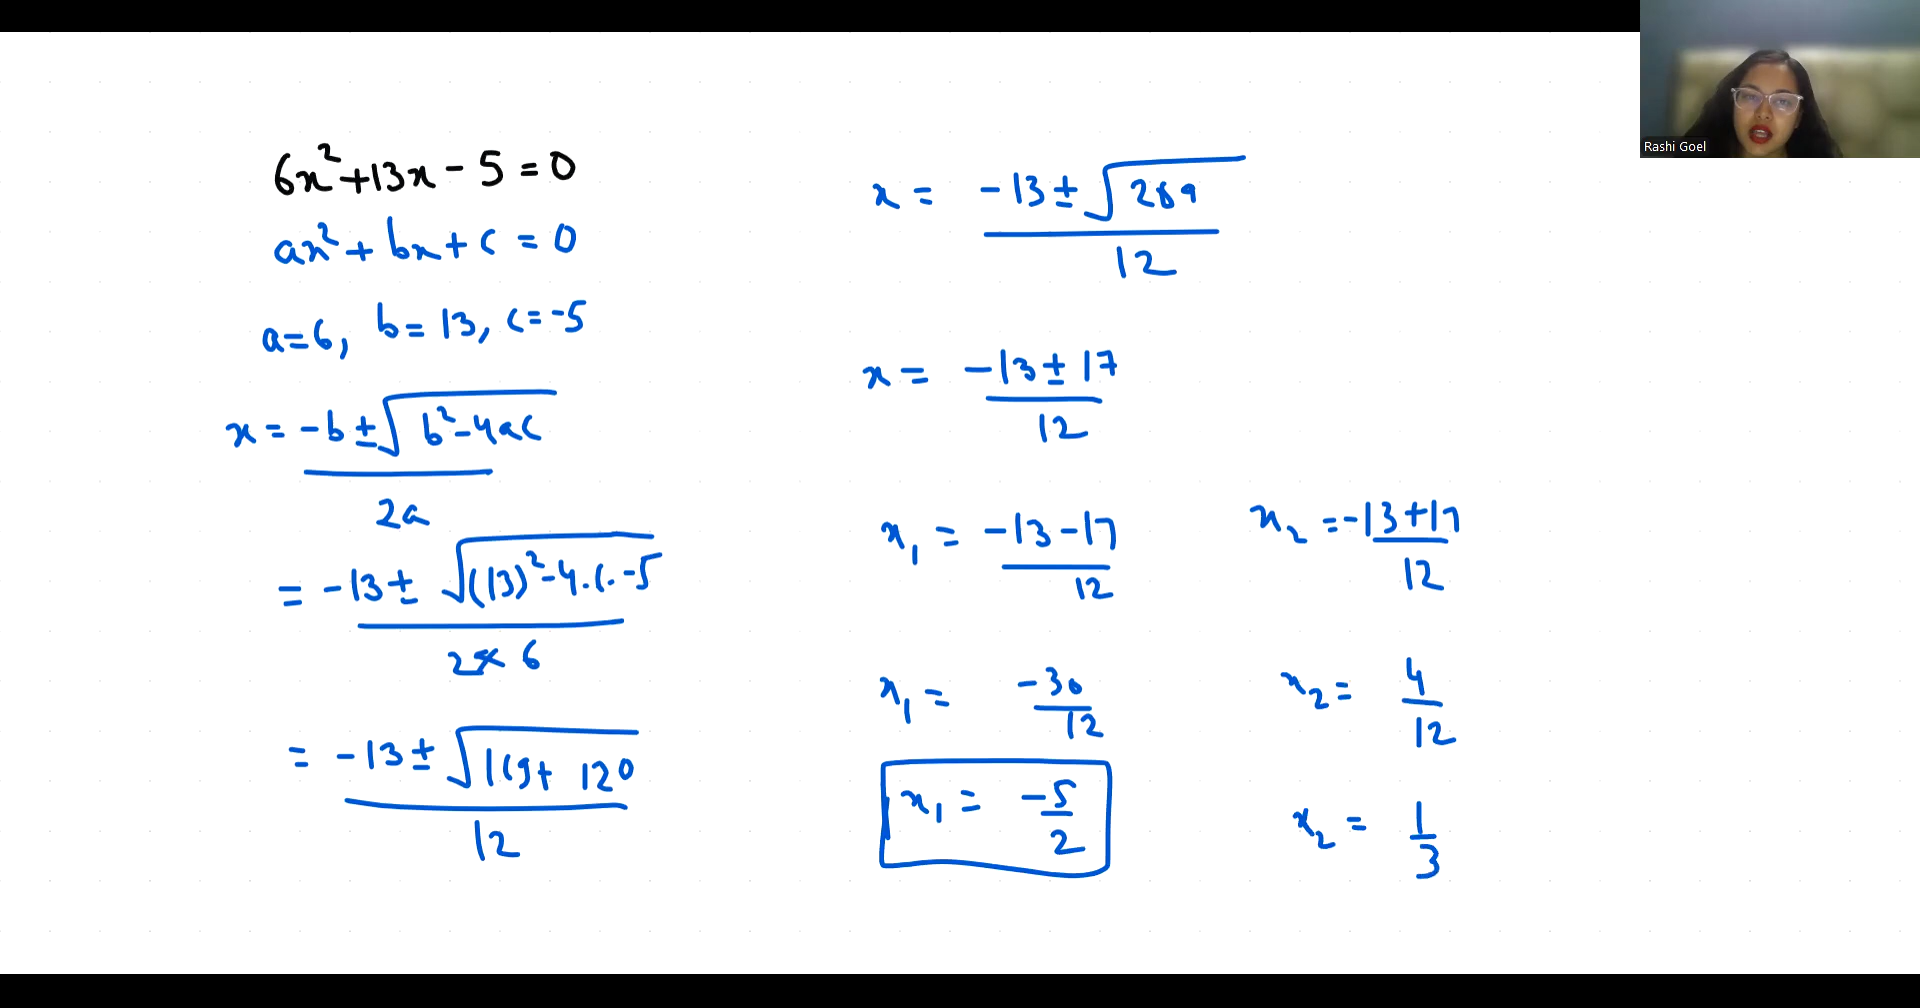 6x²+13x-5=0
ax²+bx+c=0
a=6, b=13, c=-5
x = -b±√b²-4ac
2a
= -13± √(13)²-4.6.-5
2×6
= -13± √169+120
12
x = -13±√289
12
x = -13±17
12
x₁ = -13-17
12
x₁ = -30
12
x₁ = -5
2
x₂ = -13+17
12
x₂ = 4
12
x₂ = 1
3
Rashi Goel